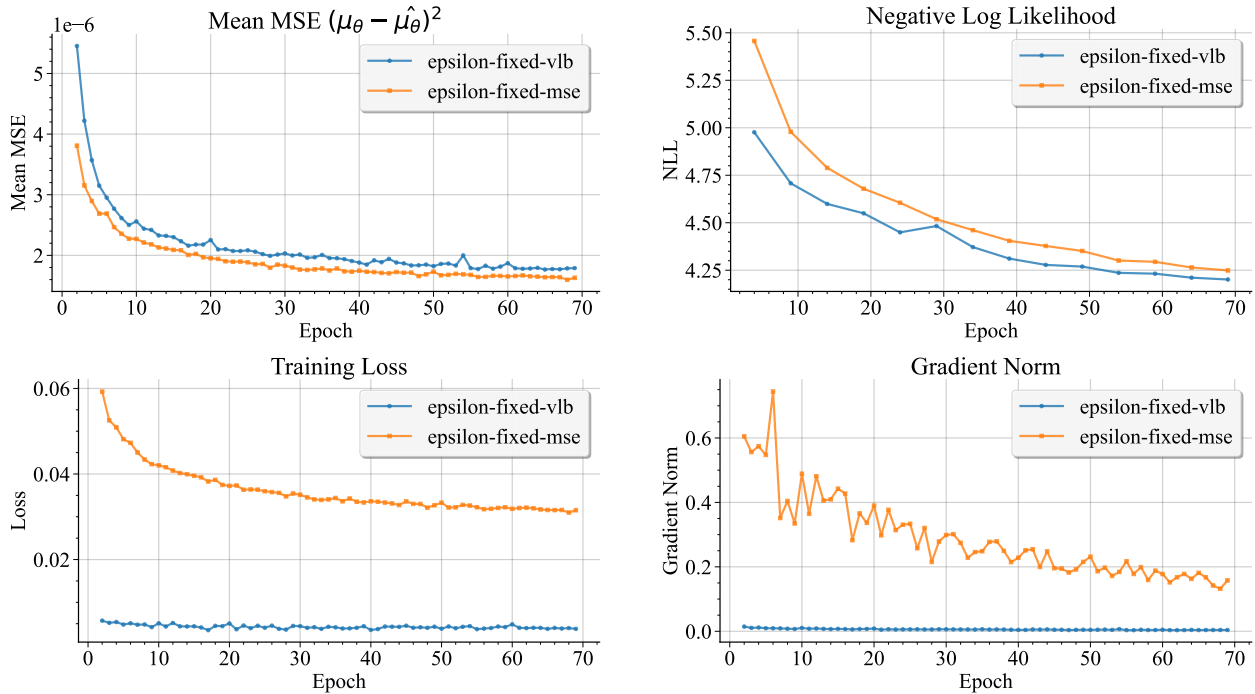 Mean MSE $(\mu_\theta - \hat{\mu_\theta})^2$
1e−6
5
4
3
2
Mean MSE
0 10 20 30 40 50 60 70
Epoch
epsilon-fixed-vlb
epsilon-fixed-mse
Negative Log Likelihood
5.50
5.25
5.00
4.75
4.50
4.25
NLL
10 20 30 40 50 60 70
Epoch
epsilon-fixed-vlb
epsilon-fixed-mse
Training Loss
0.06
0.04
0.02
Loss
0 10 20 30 40 50 60 70
Epoch
epsilon-fixed-vlb
epsilon-fixed-mse
Gradient Norm
0.6
0.4
0.2
0.0
Gradient Norm
0 10 20 30 40 50 60 70
Epoch
epsilon-fixed-vlb
epsilon-fixed-mse